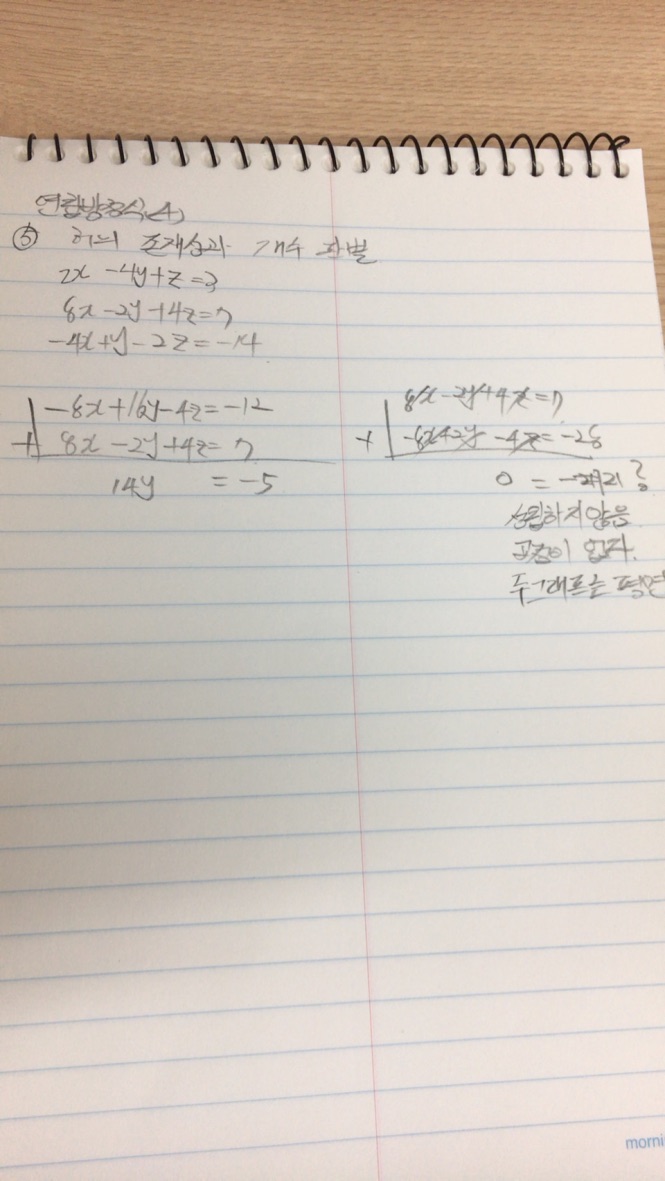 연립방정식(4)
⑤ 해의 존재성과 개수 판별
2x -4y+z=3
8x-2y+4z=7
-4x+y-2z=-14
-8x+16y-4z=-12
+ 8x-2y+4z=7
14y =-5
8x-2y+4z=7
+ -8x+2y-4z=-28
0 =
성립하지 않음
이 없다.
두 그래프는 평면
morni